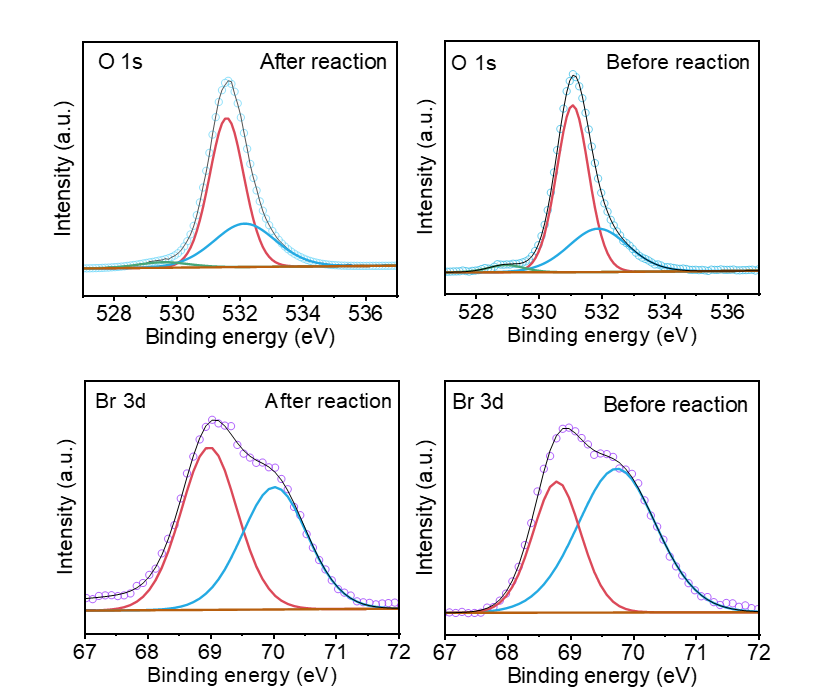 O 1s
After reaction
Intensity (a.u.)
528 530 532 534 536
Binding energy (eV)
O 1s
Before reaction
Intensity (a.u.)
528 530 532 534 536
Binding energy (eV)
Br 3d
After reaction
Intensity (a.u.)
67 68 69 70 71 72
Binding energy (eV)
Br 3d
Before reaction
Intensity (a.u.)
67 68 69 70 71 72
Binding energy (eV)